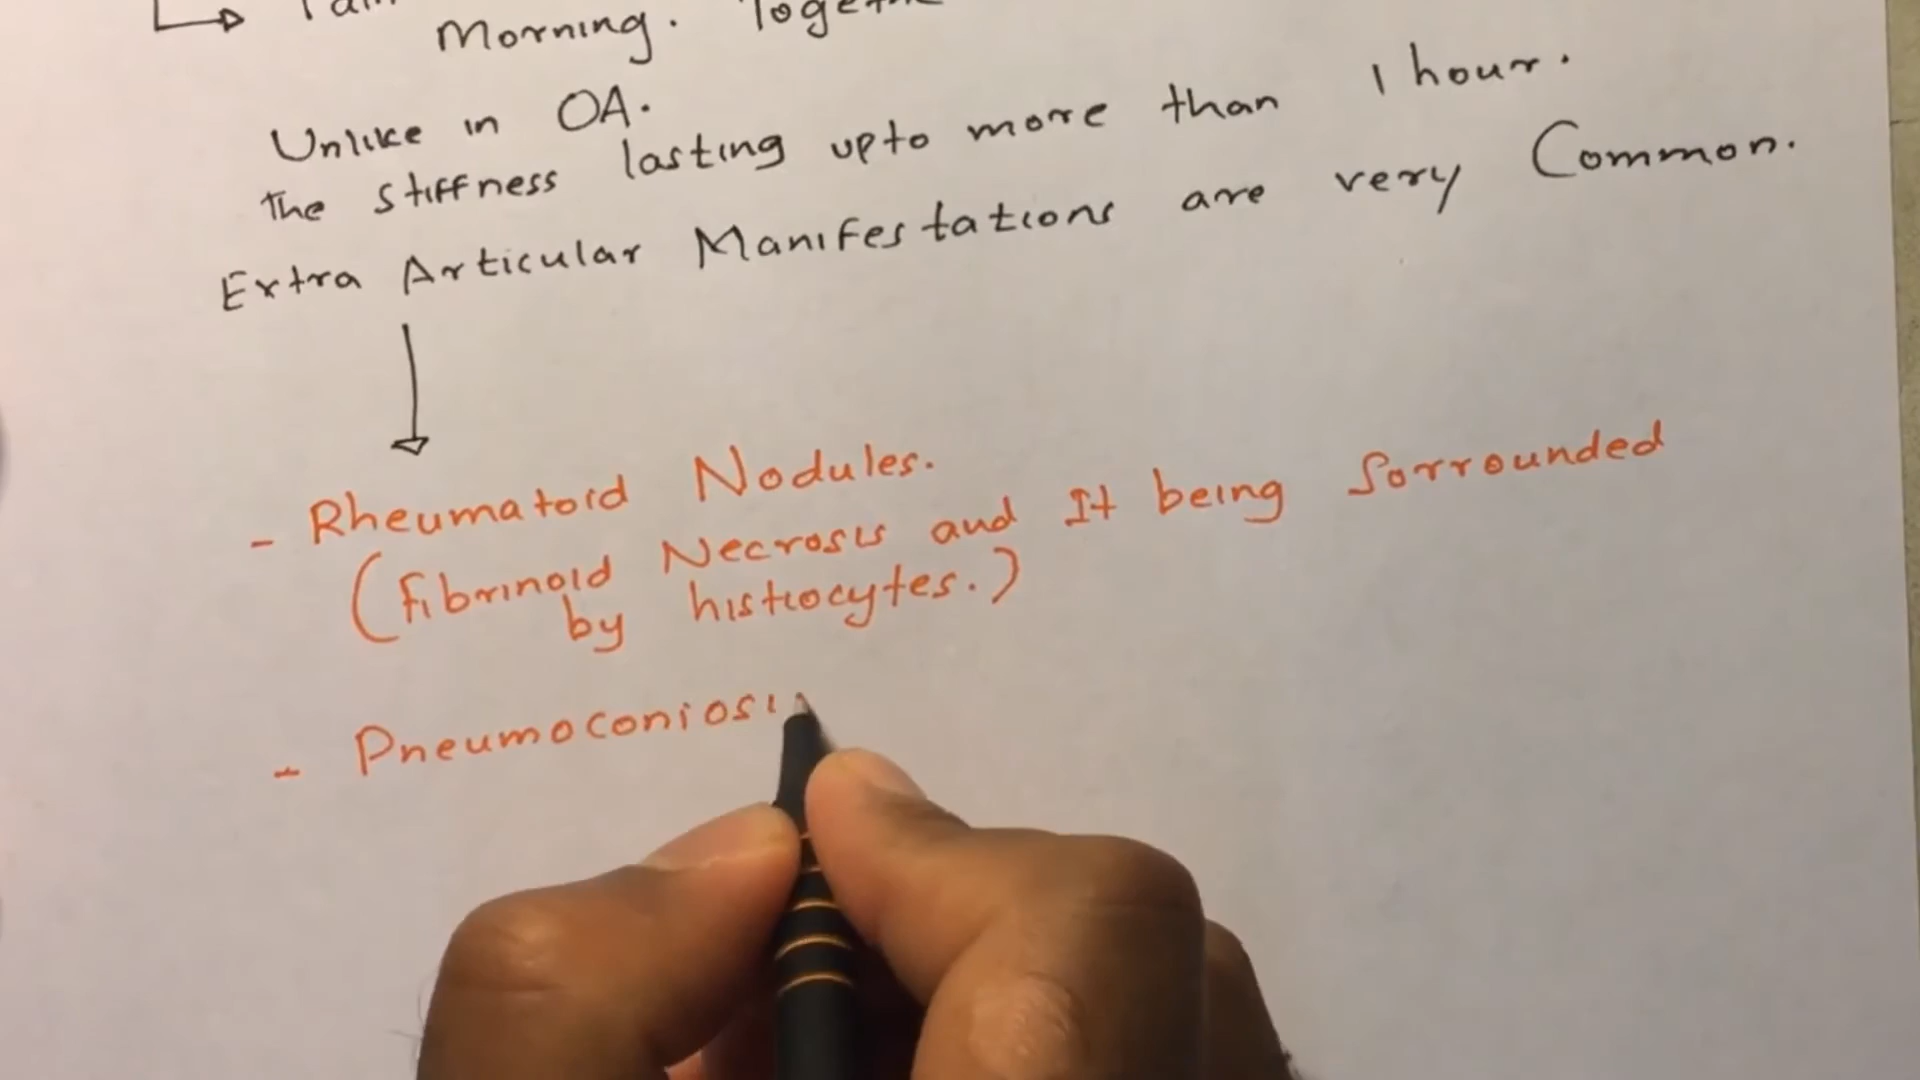 Morning.
Unlike in OA.
The stiffness lasting upto more than 1 hour.
Extra Articular Manifestations are very Common.
- Rheumatoid Nodules.
(Fibrinoid Necrosis and It being Sorrounded
by histiocytes.)
- Pneumoconiosi